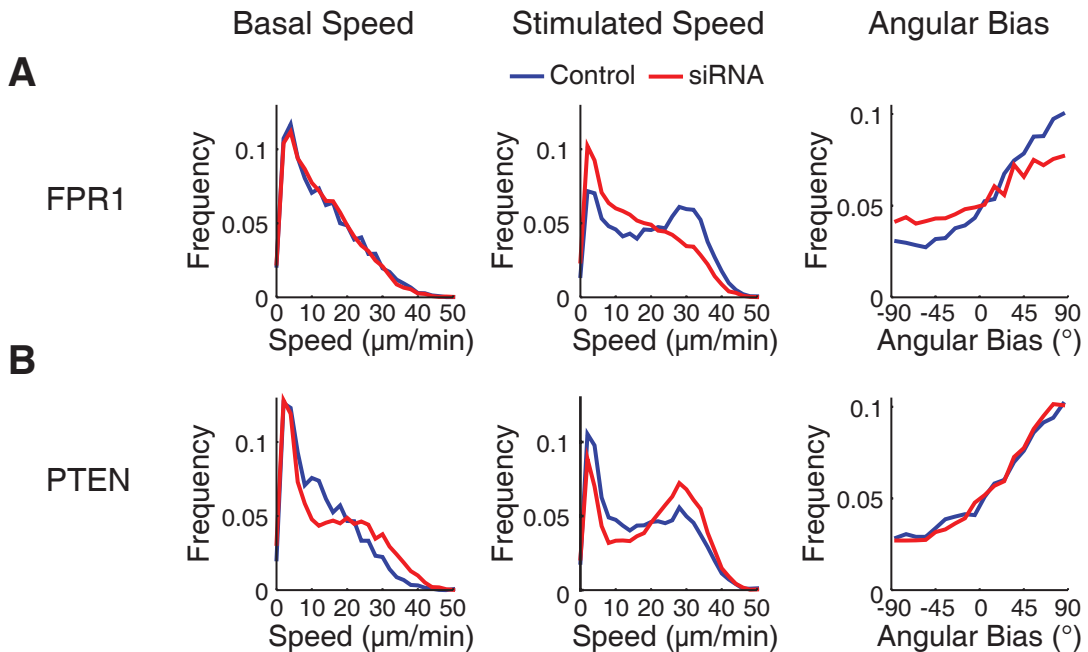 Basal Speed Stimulated Speed Angular Bias
A
Control siRNA
FPR1
Frequency
0.1
0.05
0
0 10 20 30 40 50
Speed (µm/min)
Frequency
0.1
0.05
0
0 10 20 30 40 50
Speed (µm/min)
Frequency
0.1
0.05
0
-90 -45 0 45 90
Angular Bias (°)
B
PTEN
Frequency
0.1
0.05
0
0 10 20 30 40 50
Speed (µm/min)
Frequency
0.1
0.05
0
0 10 20 30 40 50
Speed (µm/min)
Frequency
0.1
0.05
0
-90 -45 0 45 90
Angular Bias (°)